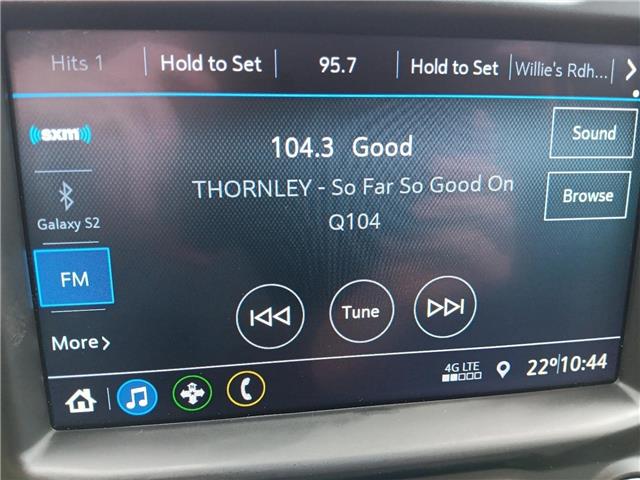 Hits 1 Hold to Set 95.7 Hold to Set Willie's Rdh...
sxm
104.3 Good
Sound
THORNLEY - So Far So Good On
Q104
Browse
Galaxy S2
FM
Tune
More
4G LTE
22° 10:44